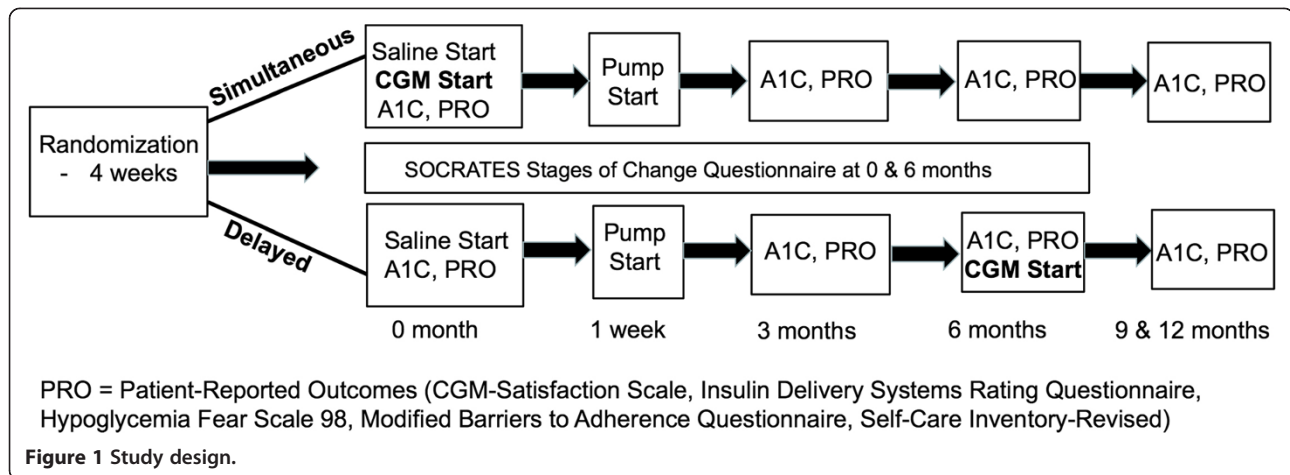 Simultaneous
Saline Start
CGM Start
A1C, PRO
Pump
Start
A1C, PRO
A1C, PRO
A1C, PRO
Randomization
- 4 weeks
SOCRATES Stages of Change Questionnaire at 0 & 6 months
Delayed
Saline Start
A1C, PRO
Pump
Start
A1C, PRO
A1C, PRO
CGM Start
A1C, PRO
0 month
1 week
3 months
6 months
9 & 12 months
PRO = Patient-Reported Outcomes (CGM-Satisfaction Scale, Insulin Delivery Systems Rating Questionnaire,
Hypoglycemia Fear Scale 98, Modified Barriers to Adherence Questionnaire, Self-Care Inventory-Revised)
Figure 1 Study design.